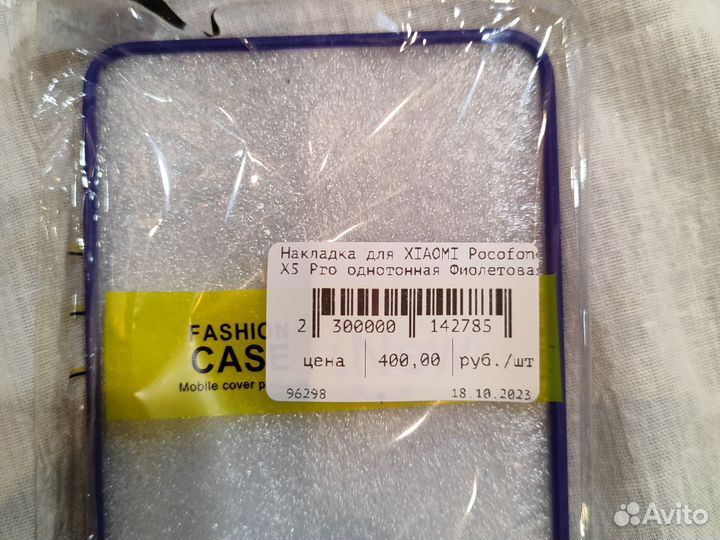 Накладка для XIAOMI Pocofon
X5 Pro однотонная Фиолетовая
2 300000 142785
цена 400,00 руб./шт
96298 18.10.2023
FASHION
CASE
Mobile cover p
Avito